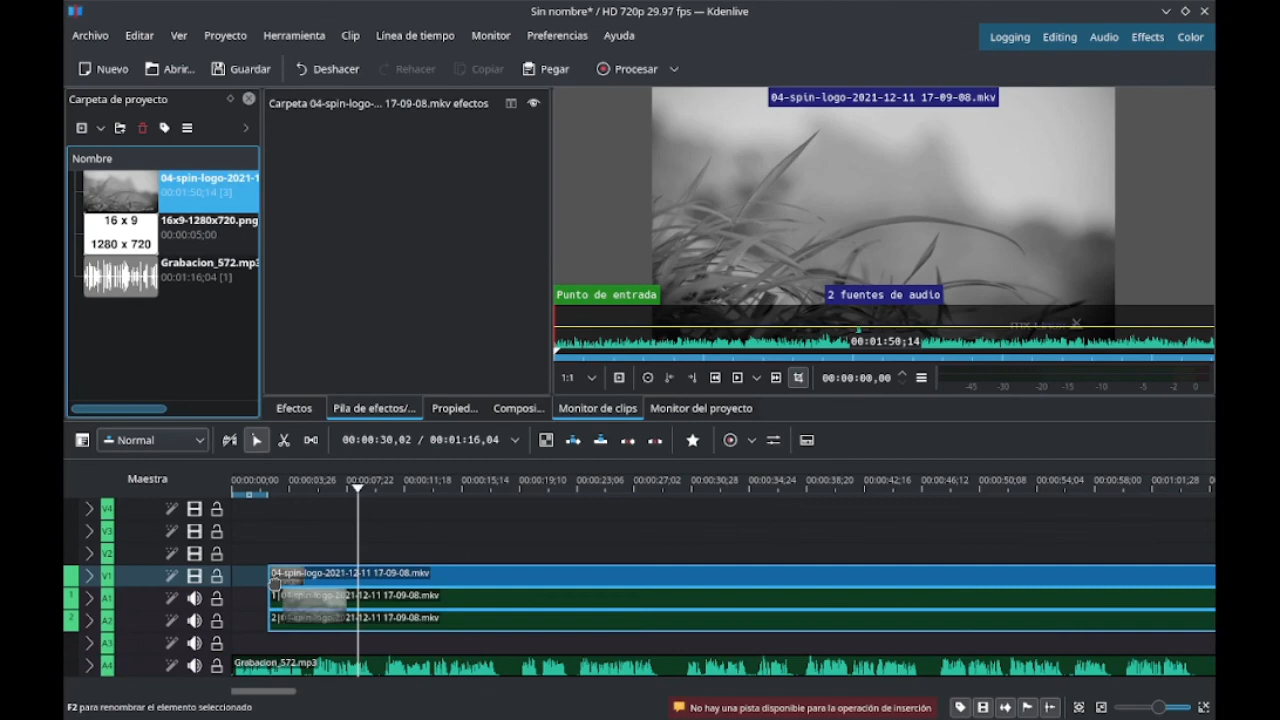 Sin nombre* / HD 720p 29.97 fps — Kdenlive
Archivo Editar Ver Proyecto Herramienta Clip Línea de tiempo Monitor Preferencias Ayuda
Logging Editing Audio Effects Color
Nuevo Abrir... Guardar Deshacer Rehacer Copiar Pegar Procesar
Carpeta de proyecto
Nombre
04-spin-logo-2021-1
00:01:50;14 [3]
16 x 9
1280 x 720
16x9-1280x720.png
00:00:05;00
Grabacion_572.mp3
00:01:16;04 [1]
Carpeta 04-spin-logo-... 17-09-08.mkv efectos
04-spin-logo-2021-12-11 17-09-08.mkv
Punto de entrada
2 fuentes de audio
00:01:50;14
1:1
00:00:00,00
-45 -30 -20 -15 -10 -5 -2 0
Efectos Pila de efectos/... Propied... Composi...
Monitor de clips Monitor del proyecto
Normal
00:00:30,02 / 00:01:16,04
Maestra
00:00:00;00 00:00:03;26 00:00:07;22 00:00:11;18 00:00:15;14 00:00:19;10 00:00:23;06 00:00:27;02 00:00:30;28 00:00:34;24 00:00:38;20 00:00:42;16 00:00:50;08 00:00:54;04 00:00:58;00 00:01:01;28
V4
V3
V2
V1
04-spin-logo-2021-12-11 17-09-08.mkv
1 A1
1 04-spin-logo-2021-12-11 17-09-08.mkv
2 A2
2 04-spin-logo-2021-12-11 17-09-08.mkv
A3
A4
Grabacion_572.mp3
F2 para renombrar el elemento seleccionado
No hay una pista disponible para la operación de inserción